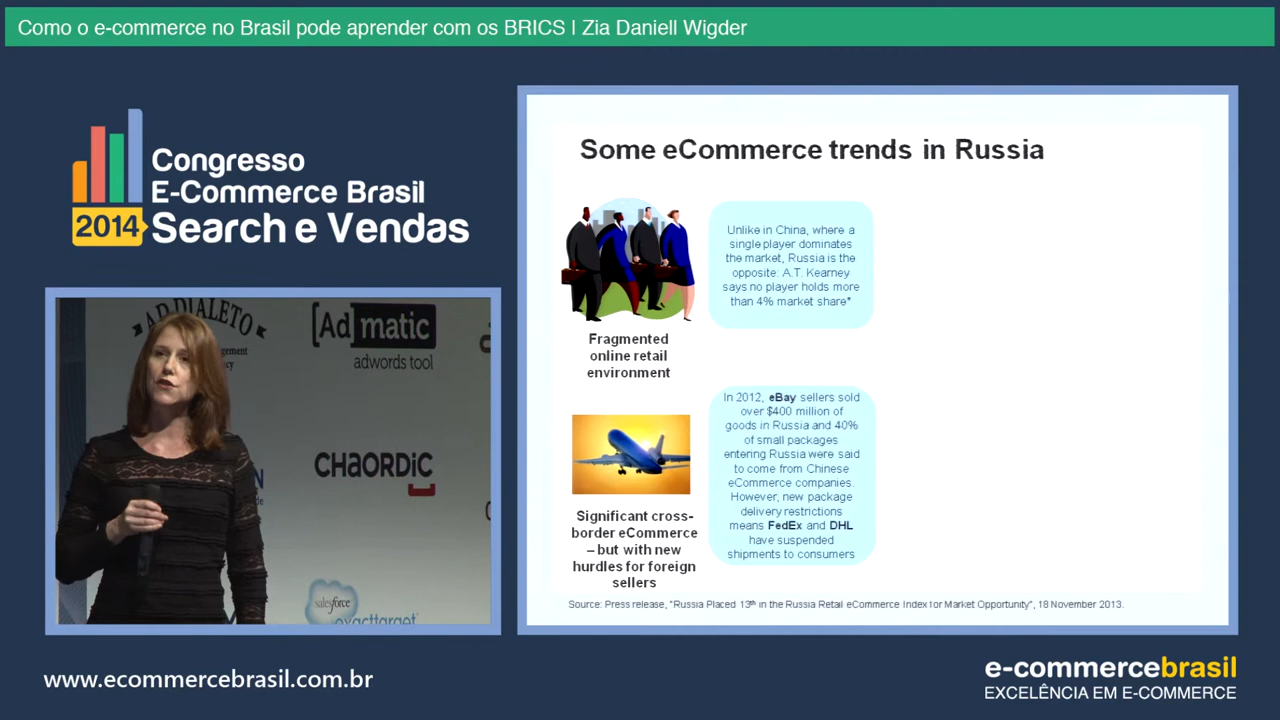 Como o e-commerce no Brasil pode aprender com os BRICS | Zia Daniell Wigder
Congresso
E-Commerce Brasil
2014 Search e Vendas
AD DIALETO
[Ad]matic
adwords tool
CHAORDIC
salesforce
exacttarget
Some eCommerce trends in Russia
Fragmented
online retail
environment
Unlike in China, where a
single player dominates
the market, Russia is the
opposite: A.T. Kearney
says no player holds more
than 4% market share*
Significant cross-
border eCommerce
– but with new
hurdles for foreign
sellers
In 2012, eBay sellers sold
over $400 million of
goods in Russia and 40%
of small packages
entering Russia were said
to come from Chinese
eCommerce companies.
However, new package
delivery restrictions
means FedEx and DHL
have suspended
shipments to consumers
Source: Press release, "Russia Placed 13th in the Russia Retail eCommerce Index for Market Opportunity", 18 November 2013.
www.ecommercebrasil.com.br
e-commercebrasil
EXCELÊNCIA EM E-COMMERCE